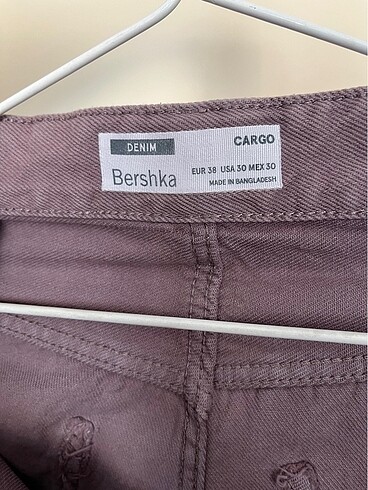 DENIM
CARGO
Bershka
EUR 38 USA 30 MEX 30
MADE IN BANGLADESH